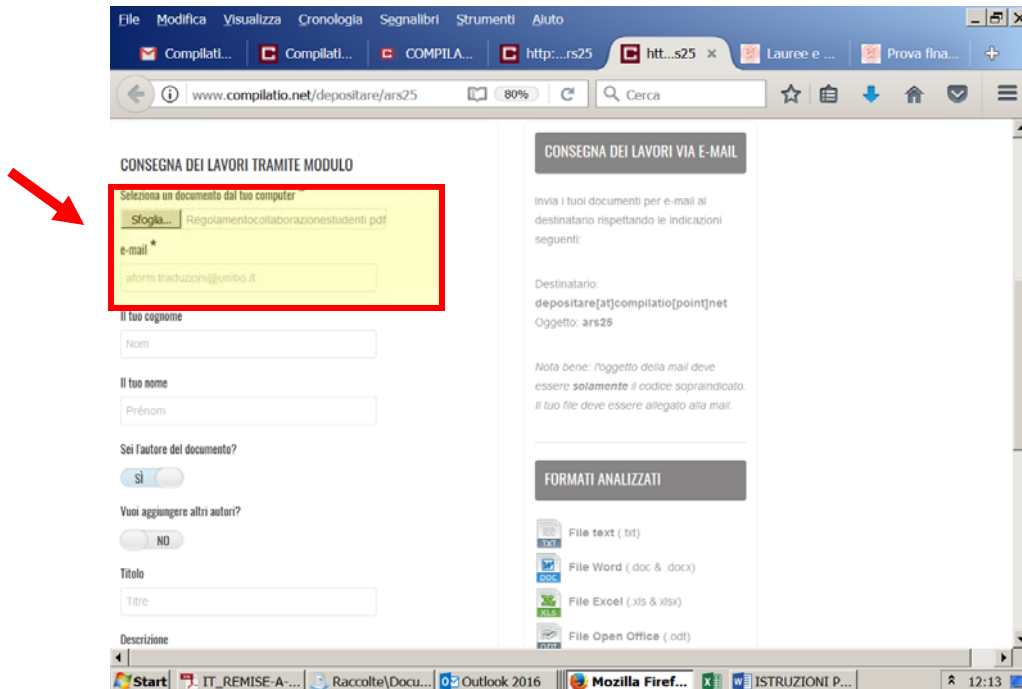 File Modifica Visualizza Cronologia Segnalibri Strumenti Aiuto
Compilati... Compilati... COMPILA... http:...rs25 htt...s25 × Lauree e ... Prova fina...
www.compilatio.net/depositare/ars25 80% Cerca
CONSEGNA DEI LAVORI TRAMITE MODULO
Seleziona un documento dal tuo computer *
Sfoglia... Regolamentocollaborazionestudenti.pdf
e-mail *
aform.traduzioni@unibo.it
Il tuo cognome
Nom
Il tuo nome
Prénom
Sei l'autore del documento?
SÌ
Vuoi aggiungere altri autori?
NO
Titolo
Titre
Descrizione
CONSEGNA DEI LAVORI VIA E-MAIL
Invia i tuoi documenti per e-mail al
destinatario rispettando le indicazioni
seguenti:
Destinatario:
depositare[at]compilatio[point]net
Oggetto: ars25
Nota bene: l'oggetto della mail deve
essere solamente il codice sopraindicato.
Il tuo file deve essere allegato alla mail.
FORMATI ANALIZZATI
TXT File text (.txt)
DOC File Word (.doc & .docx)
XLS File Excel (.xls & xlsx)
ODT File Open Office (.odt)
Start IT_REMISE-A-... Raccolte\Docu... Outlook 2016 Mozilla Firef... ISTRUZIONI P... 12:13